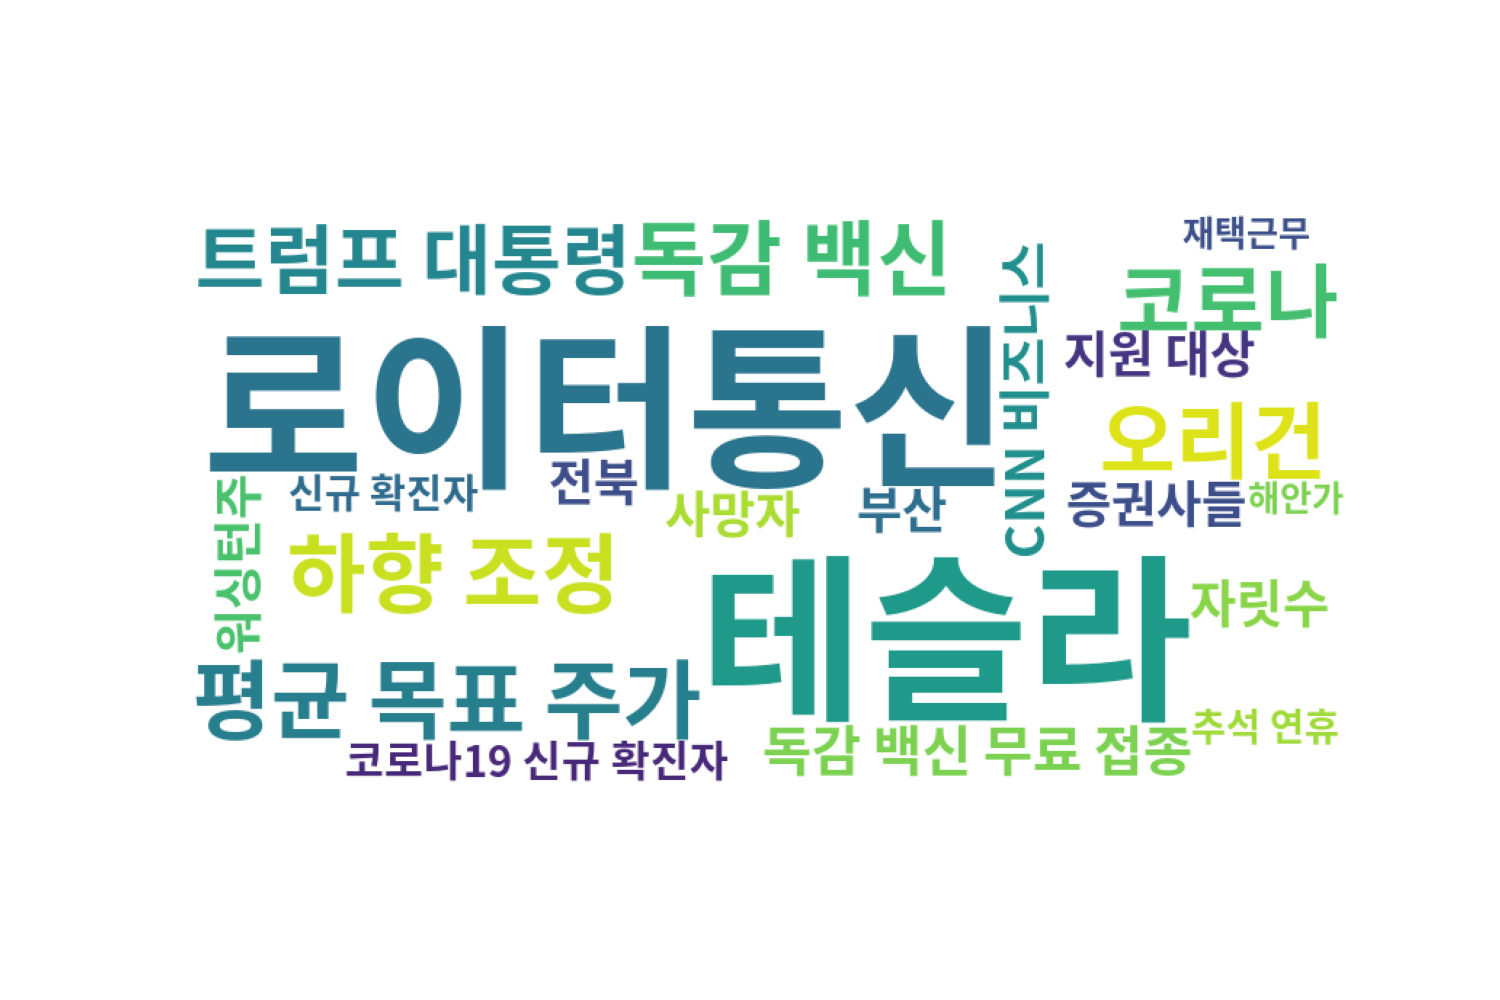 트럼프 대통령
독감 백신
재택근무
코로나
CNN 비즈니스
로이터통신
지원 대상
오리건
전북
신규 확진자
사망자
부산
증권사들
해안가
워싱턴주
하향 조정
테슬라
자릿수
평균 목표 주가
추석 연휴
독감 백신 무료 접종
코로나19 신규 확진자